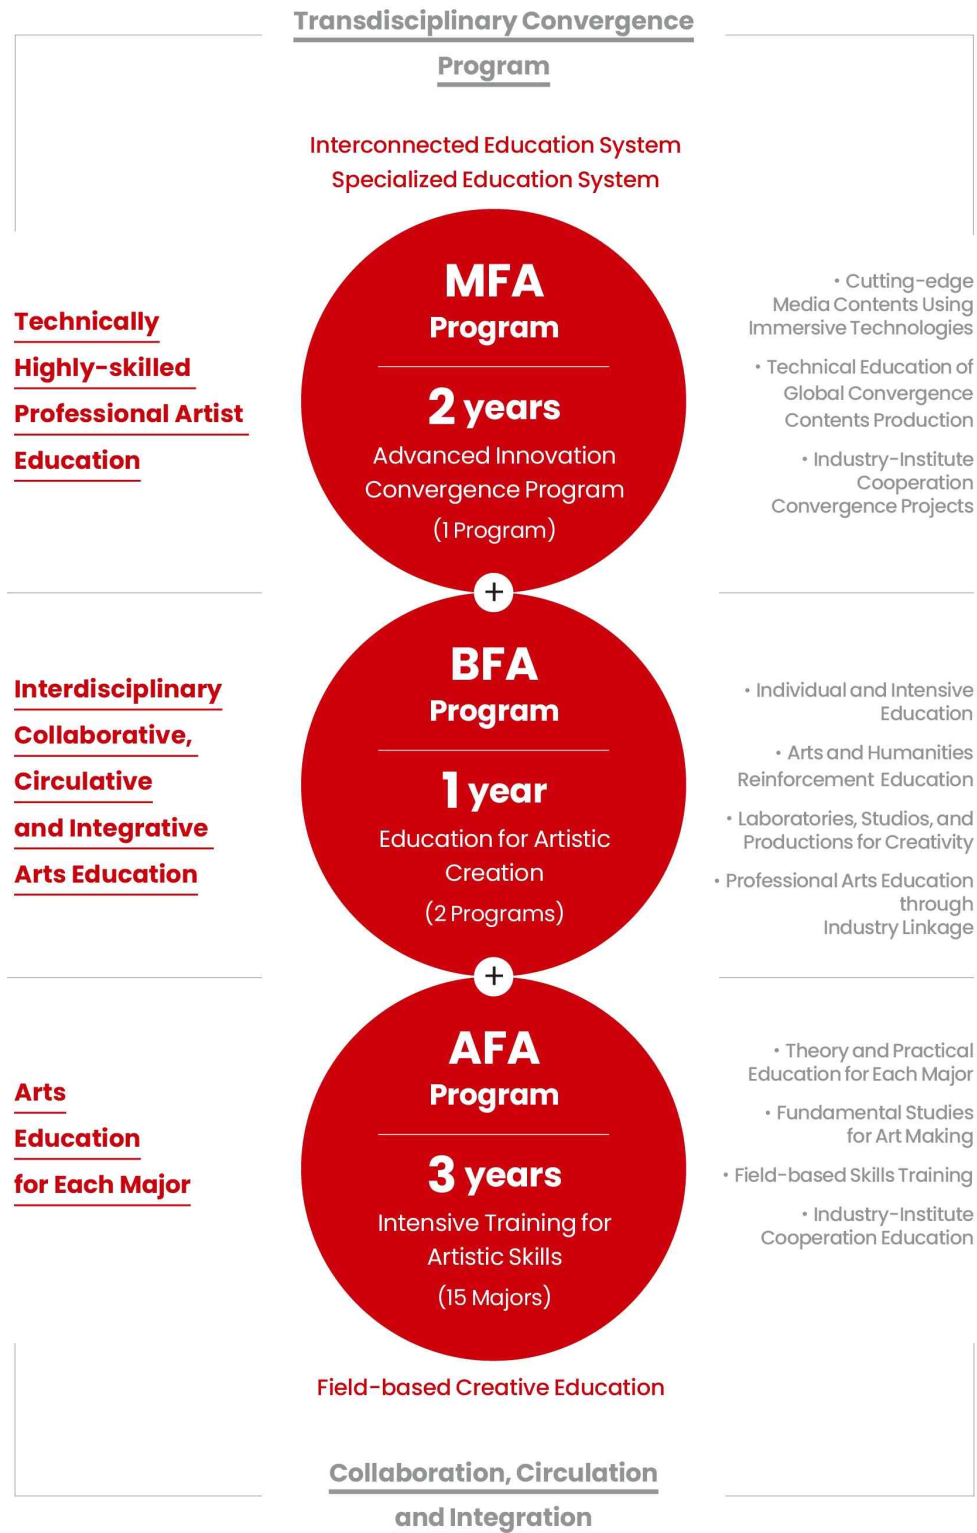 Transdisciplinary Convergence
Program
Interconnected Education System
Specialized Education System
Technically
Highly-skilled
Professional Artist
Education
MFA
Program
2 years
Advanced Innovation
Convergence Program
(1 Program)
• Cutting-edge
Media Contents Using
Immersive Technologies
• Technical Education of
Global Convergence
Contents Production
• Industry-Institute
Cooperation
Convergence Projects
+
Interdisciplinary
Collaborative,
Circulative
and Integrative
Arts Education
BFA
Program
1 year
Education for Artistic
Creation
(2 Programs)
• Individual and Intensive
Education
• Arts and Humanities
Reinforcement Education
• Laboratories, Studios, and
Productions for Creativity
• Professional Arts Education
through
Industry Linkage
+
Arts
Education
for Each Major
AFA
Program
3 years
Intensive Training for
Artistic Skills
(15 Majors)
• Theory and Practical
Education for Each Major
• Fundamental Studies
for Art Making
• Field-based Skills Training
• Industry-Institute
Cooperation Education
Field-based Creative Education
Collaboration, Circulation
and Integration